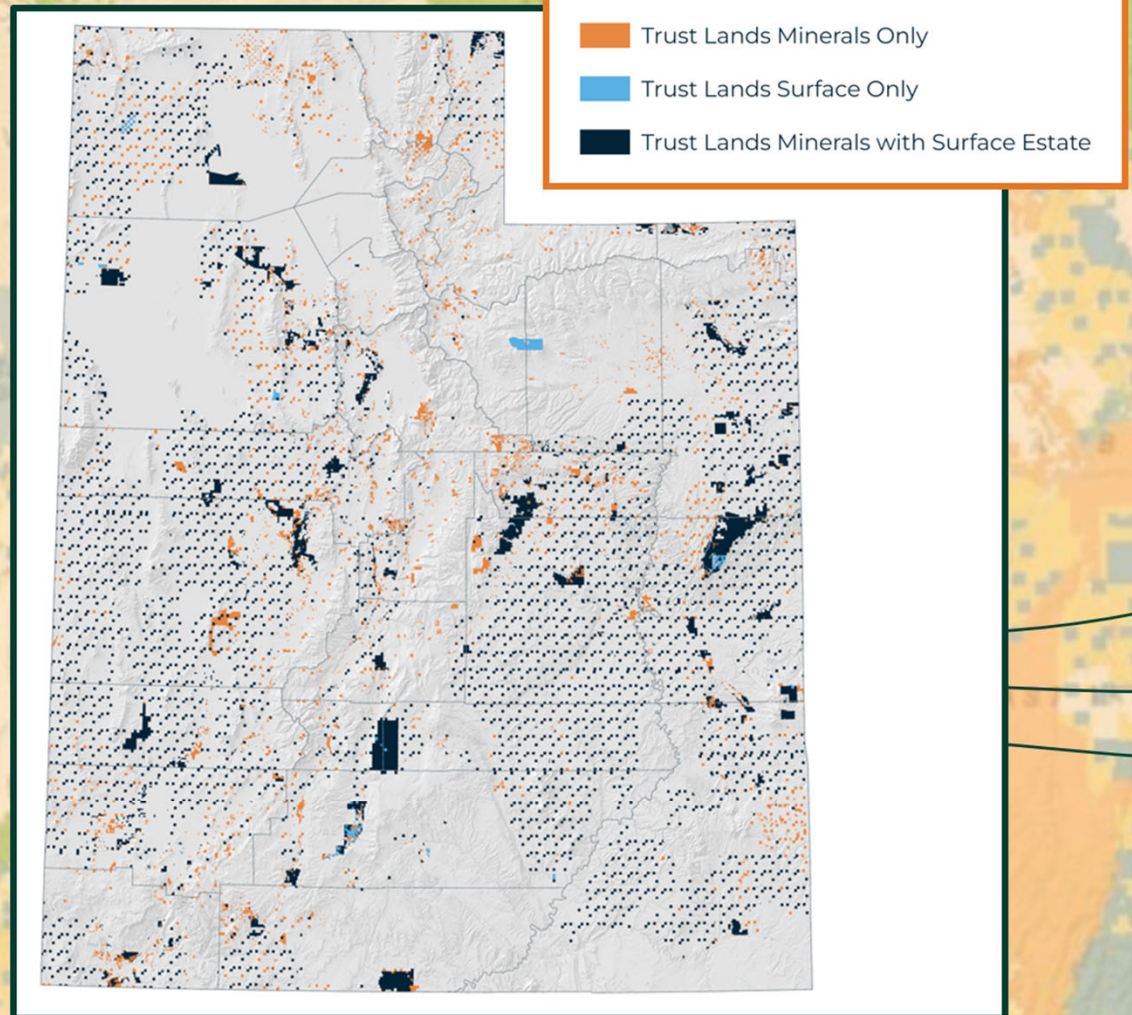 Trust Lands Minerals Only
Trust Lands Surface Only
Trust Lands Minerals with Surface Estate